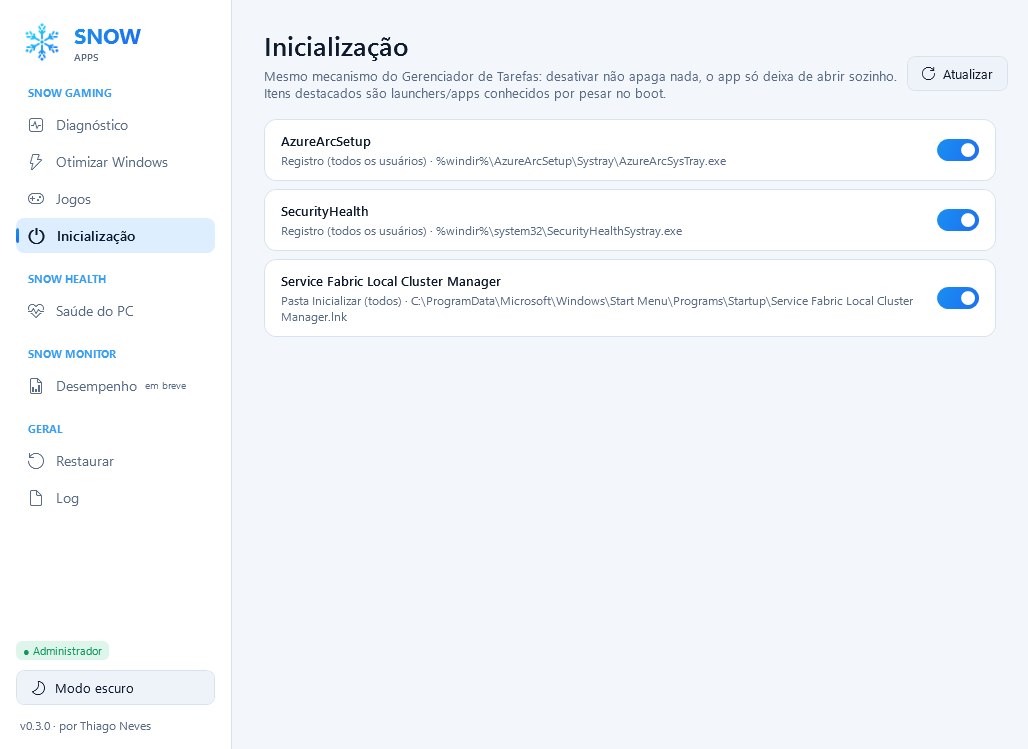 SNOW
APPS
SNOW GAMING
Diagnóstico
Otimizar Windows
Jogos
Inicialização
SNOW HEALTH
Saúde do PC
SNOW MONITOR
Desempenho em breve
GERAL
Restaurar
Log
Administrador
Modo escuro
v0.3.0 · por Thiago Neves
Inicialização
Mesmo mecanismo do Gerenciador de Tarefas: desativar não apaga nada, o app só deixa de abrir sozinho.
Itens destacados são launchers/apps conhecidos por pesar no boot.
Atualizar
AzureArcSetup
Registro (todos os usuários) · %windir%\AzureArcSetup\Systray\AzureArcSysTray.exe
SecurityHealth
Registro (todos os usuários) · %windir%\system32\SecurityHealthSystray.exe
Service Fabric Local Cluster Manager
Pasta Inicializar (todos) · C:\ProgramData\Microsoft\Windows\Start Menu\Programs\Startup\Service Fabric Local Cluster
Manager.lnk